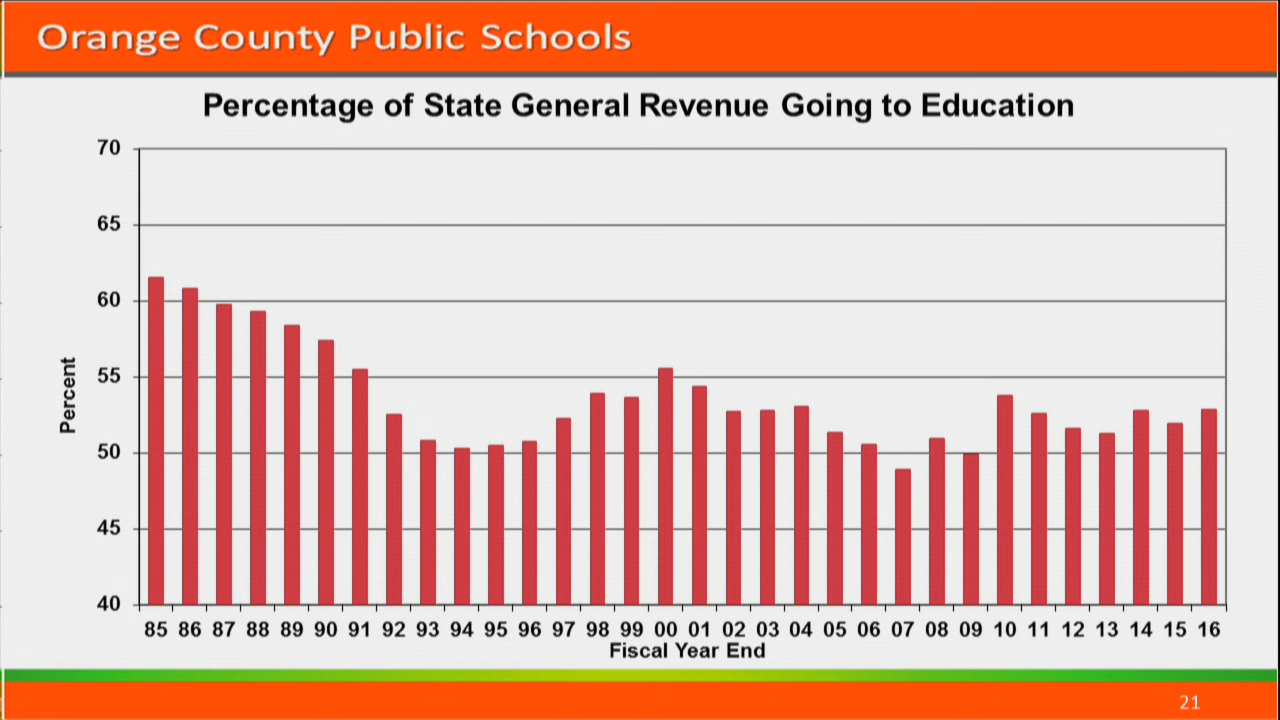 Orange County Public Schools
Percentage of State General Revenue Going to Education
70
65
60
55
50
45
40
Percent
85 86 87 88 89 90 91 92 93 94 95 96 97 98 99 00 01 02 03 04 05 06 07 08 09 10 11 12 13 14 15 16
Fiscal Year End
21